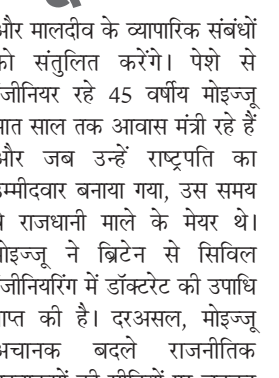 और मालदीव के व्यापारिक संबंधों
को संतुलित करेंगे। पेशे से
इंजीनियर रहे 45 वर्षीय मोइज्जू
सात साल तक आवास मंत्री रहे हैं
और जब उन्हें राष्ट्रपति का
उम्मीदवार बनाया गया, उस समय
वे राजधानी माले के मेयर थे।
मोइज्जू ने ब्रिटेन से सिविल
इंजीनियरिंग में डॉक्टरेट की उपाधि
प्राप्त की है। दरअसल, मोइज्जू
अचानक बदले राजनीतिक